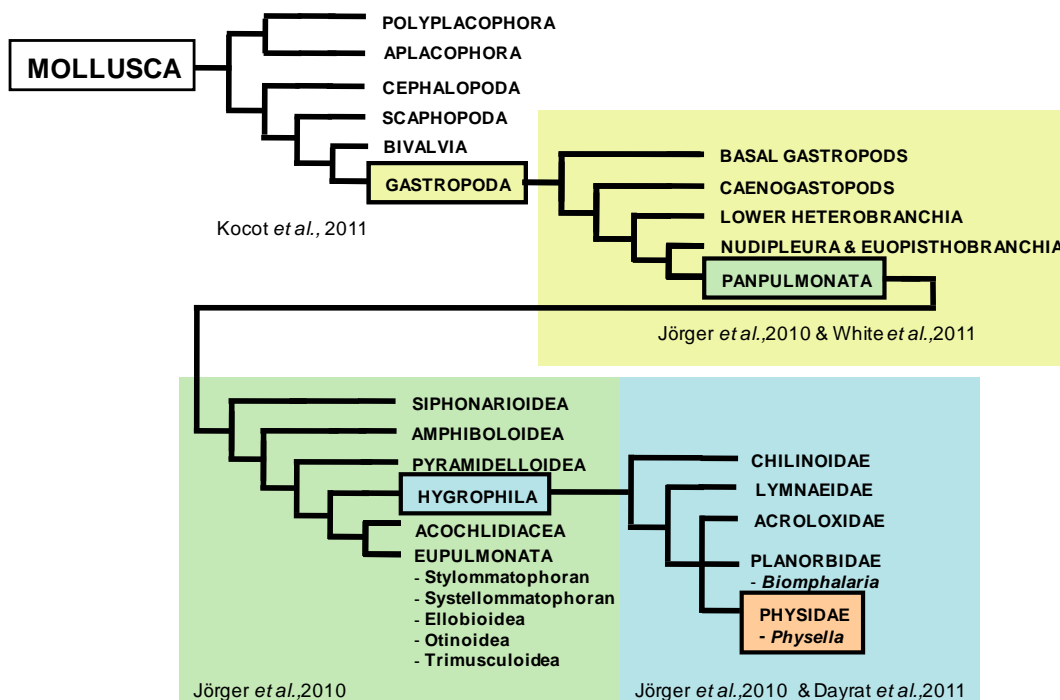 POLYPLACOPHORA
APLACOPHORA
MOLLUSCA
CEPHALOPODA
SCAPHOPODA
BIVALVIA
GASTROPODA
Kocot et al., 2011
BASAL GASTROPODS
CAENOGASTOPODS
LOWER HETEROBRANCHIA
NUDIPLEURA & EUOPISTHOBRANCHIA
PANPULMONATA
Jörger et al.,2010 & White et al.,2011
SIPHONARIOIDEA
AMPHIBOLOIDEA
PYRAMIDELLOIDEA
HYGROPHILA
ACOCHLIDIACEA
EUPULMONATA
- Stylommatophoran
- Systellommatophoran
- Ellobioidea
- Otinoidea
- Trimusculoidea
Jörger et al.,2010
CHILINOIDAE
LYMNAEIDAE
ACROLOXIDAE
PLANORBIDAE
- Biomphalaria
PHYSIDAE
- Physella
Jörger et al.,2010 & Dayrat et al.,2011